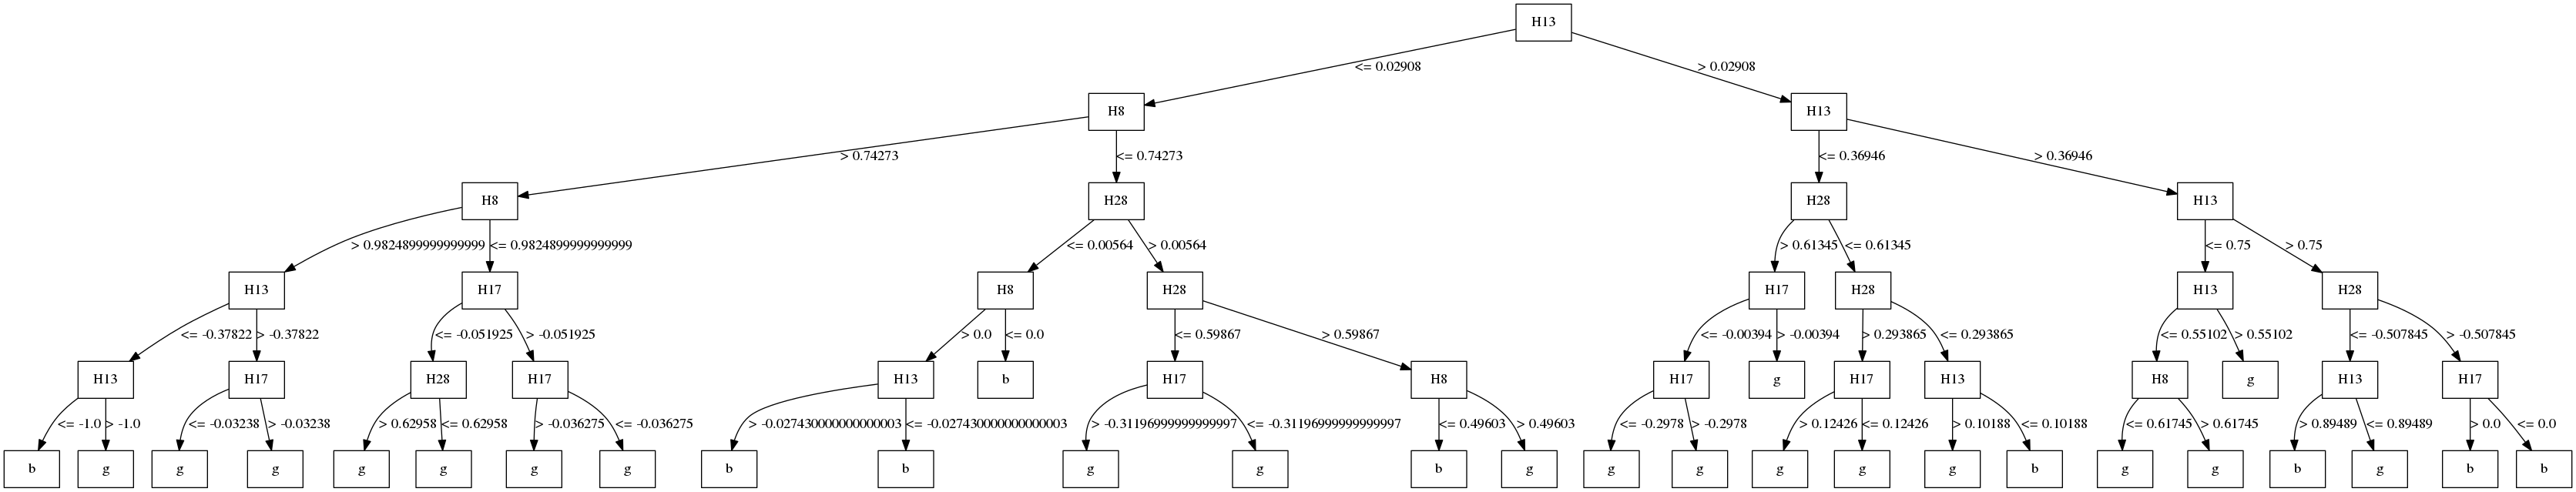 H13
<= 0.02908 > 0.02908
H8 H13
> 0.74273 <= 0.74273 <= 0.36946 > 0.36946
H8 H28 H28 H13
> 0.9824899999999999 <= 0.9824899999999999 <= 0.00564 > 0.00564 > 0.61345 <= 0.61345 <= 0.75 > 0.75
H13 H17 H8 H28 H17 H28 H13 H28
<= -0.37822 > -0.37822 <= -0.051925 > -0.051925 > 0.0 <= 0.0 <= 0.59867 > 0.59867 <= -0.00394 > -0.00394 > 0.293865 <= 0.293865 <= 0.55102 > 0.55102 <= -0.507845 > -0.507845
H13 H17 H28 H17 H13 b H17 H8 H17 g H17 H13 H8 g H13 H17
<= -1.0 > -1.0 <= -0.03238 > -0.03238 > 0.62958 <= 0.62958 > -0.036275 <= -0.036275 > -0.027430000000000003 <= -0.027430000000000003 > -0.31196999999999997 <= -0.31196999999999997 <= 0.49603 > 0.49603 <= -0.2978 > -0.2978 > 0.12426 <= 0.12426 > 0.10188 <= 0.10188 <= 0.61745 > 0.61745 > 0.89489 <= 0.89489 > 0.0 <= 0.0
b g g g g g g g b b g g b g g g g g g b g g b g b b